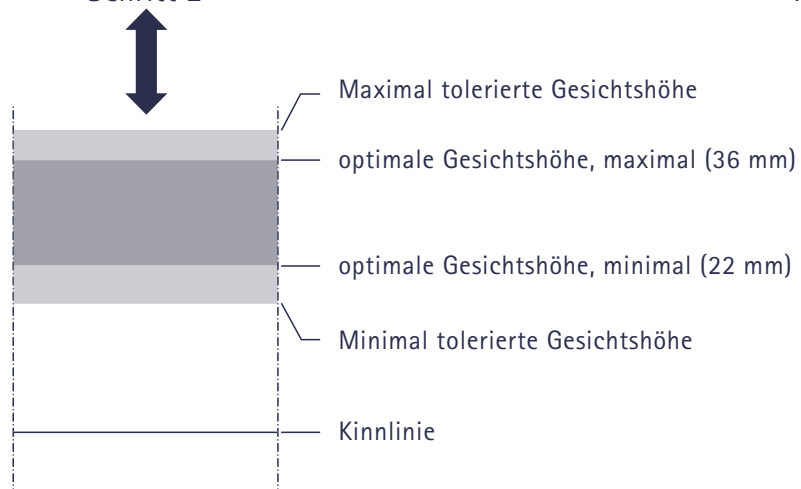 Maximal tolerierte Gesichtshöhe
optimale Gesichtshöhe, maximal (36 mm)
optimale Gesichtshöhe, minimal (22 mm)
Minimal tolerierte Gesichtshöhe
Kinnlinie